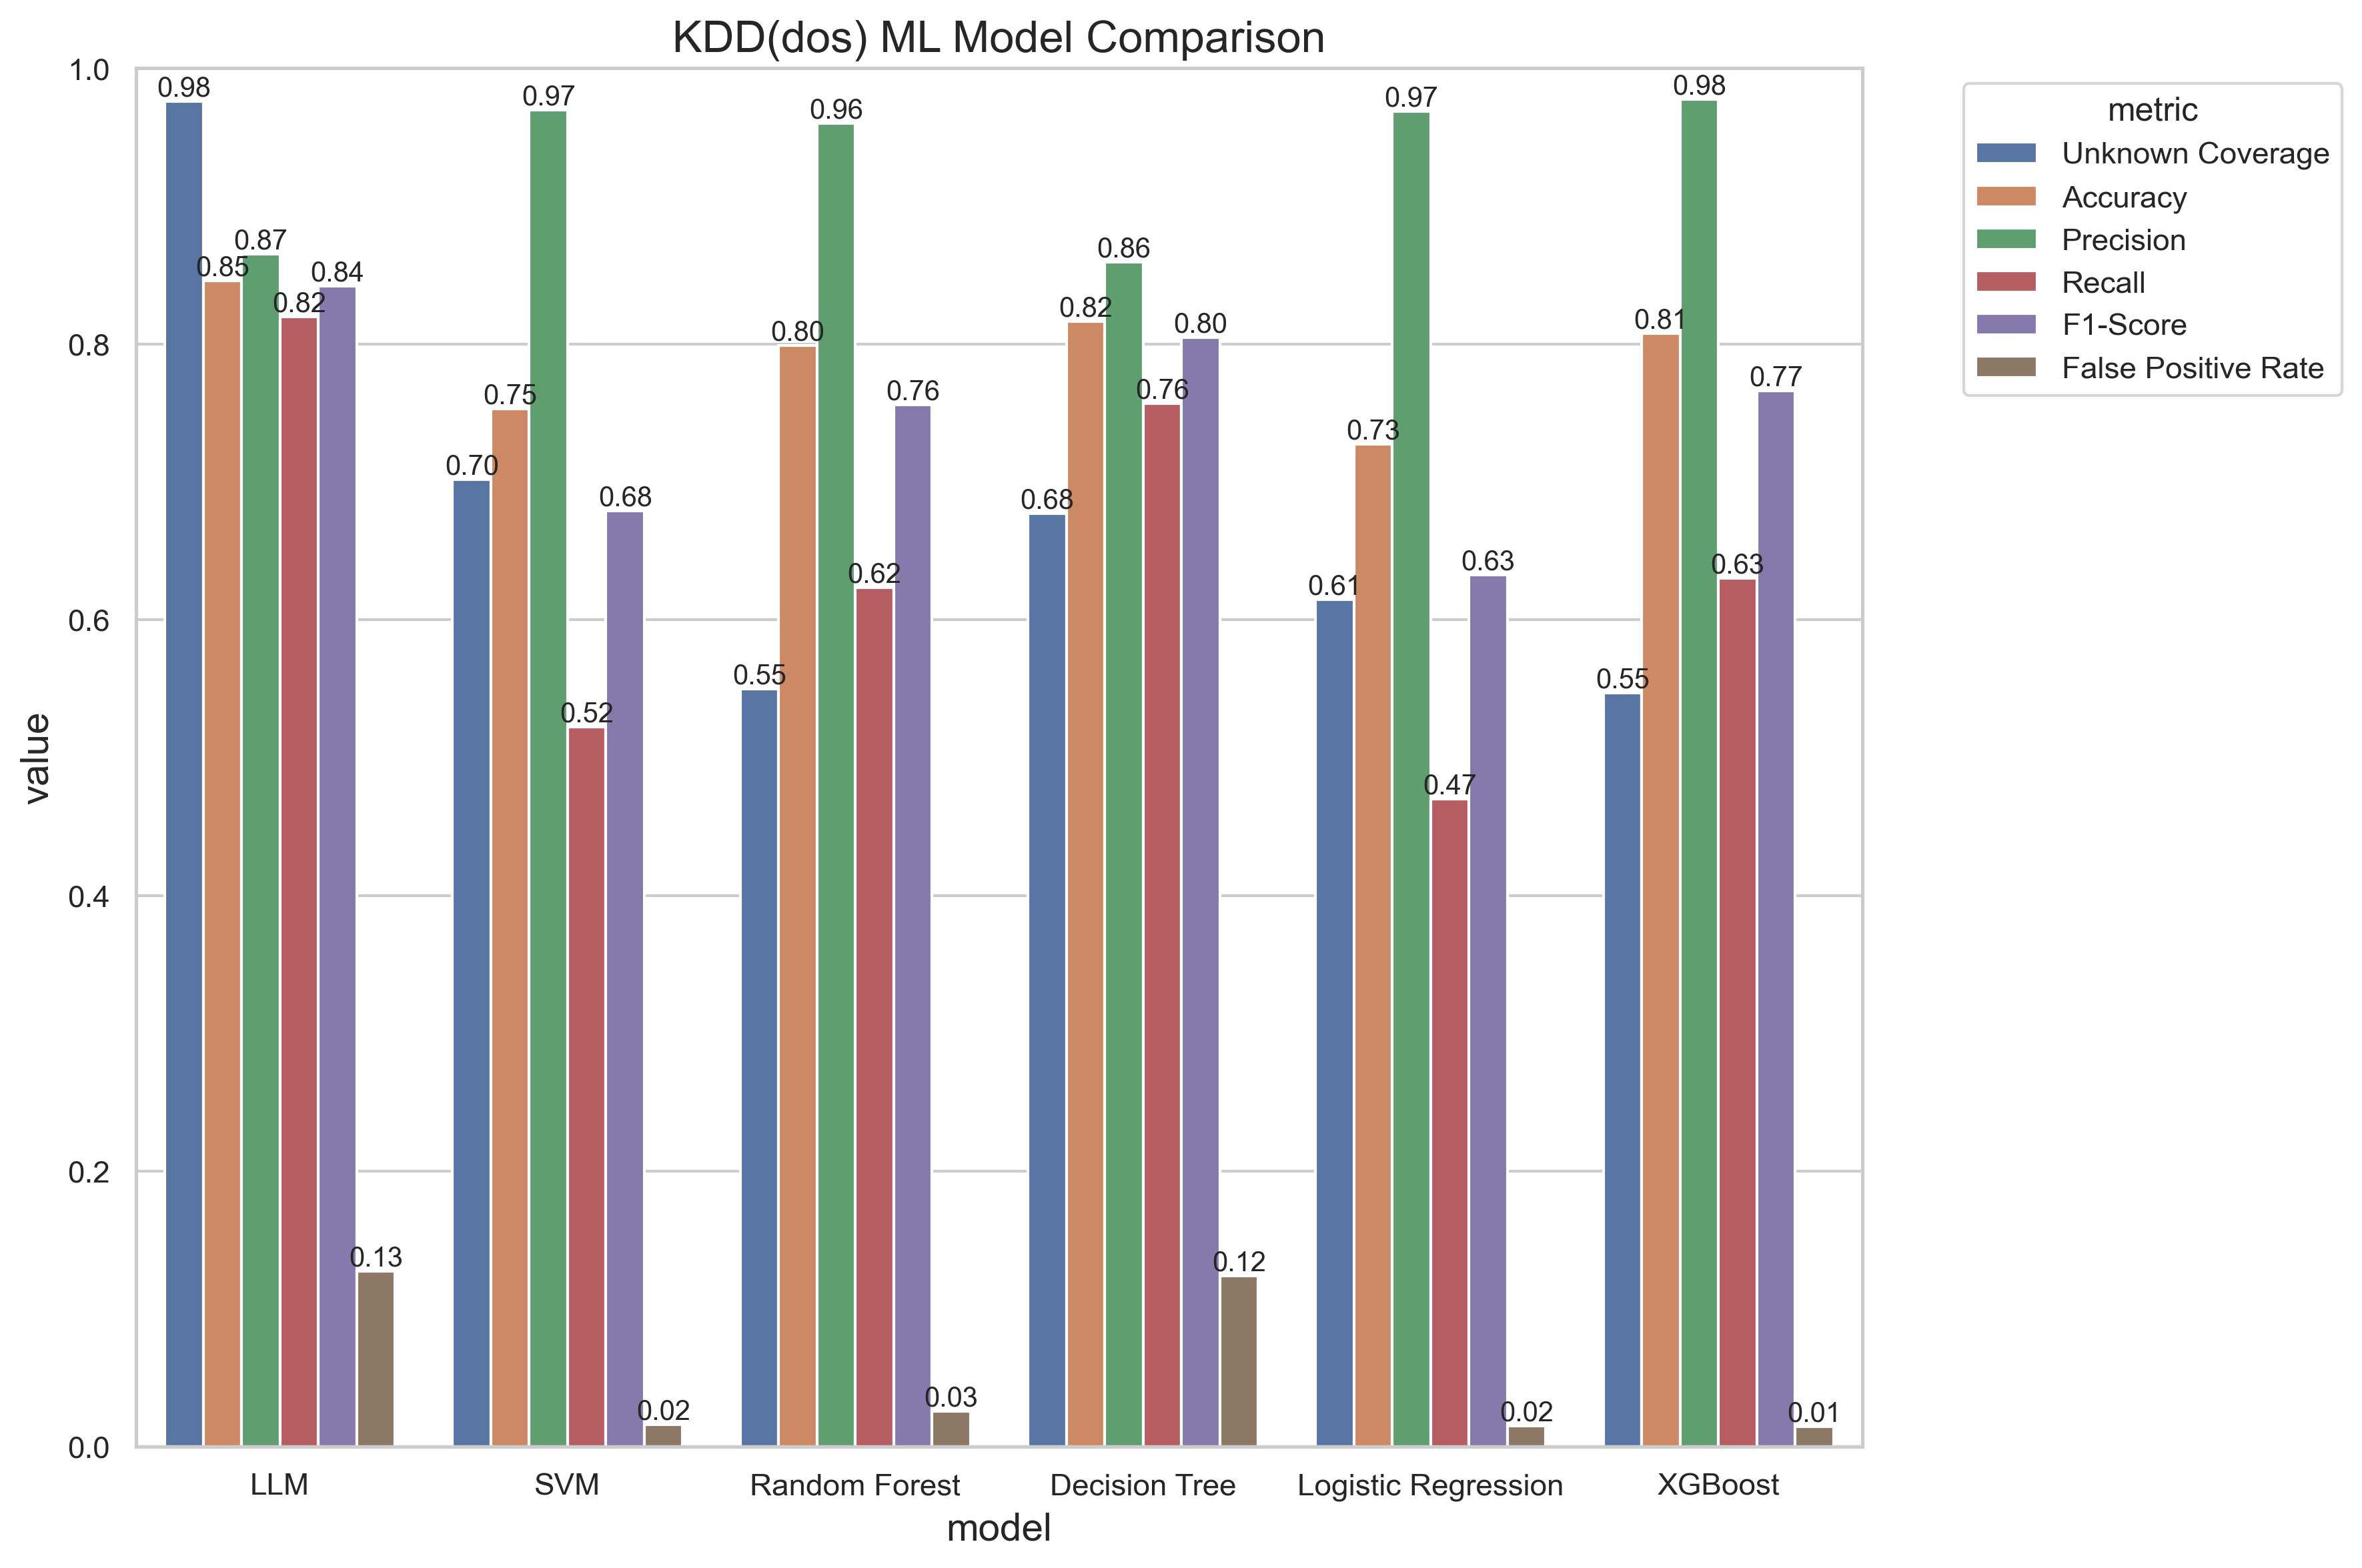 KDD(dos) ML Model Comparison
value
1.0
0.8
0.6
0.4
0.2
0.0
0.98
0.85
0.87
0.82
0.84
0.13
0.70
0.75
0.97
0.52
0.68
0.02
0.55
0.80
0.96
0.62
0.76
0.03
0.68
0.82
0.86
0.76
0.80
0.12
0.61
0.73
0.97
0.47
0.63
0.02
0.55
0.81
0.98
0.63
0.77
0.01
LLM
SVM
Random Forest
Decision Tree
Logistic Regression
XGBoost
model
metric
Unknown Coverage
Accuracy
Precision
Recall
F1-Score
False Positive Rate